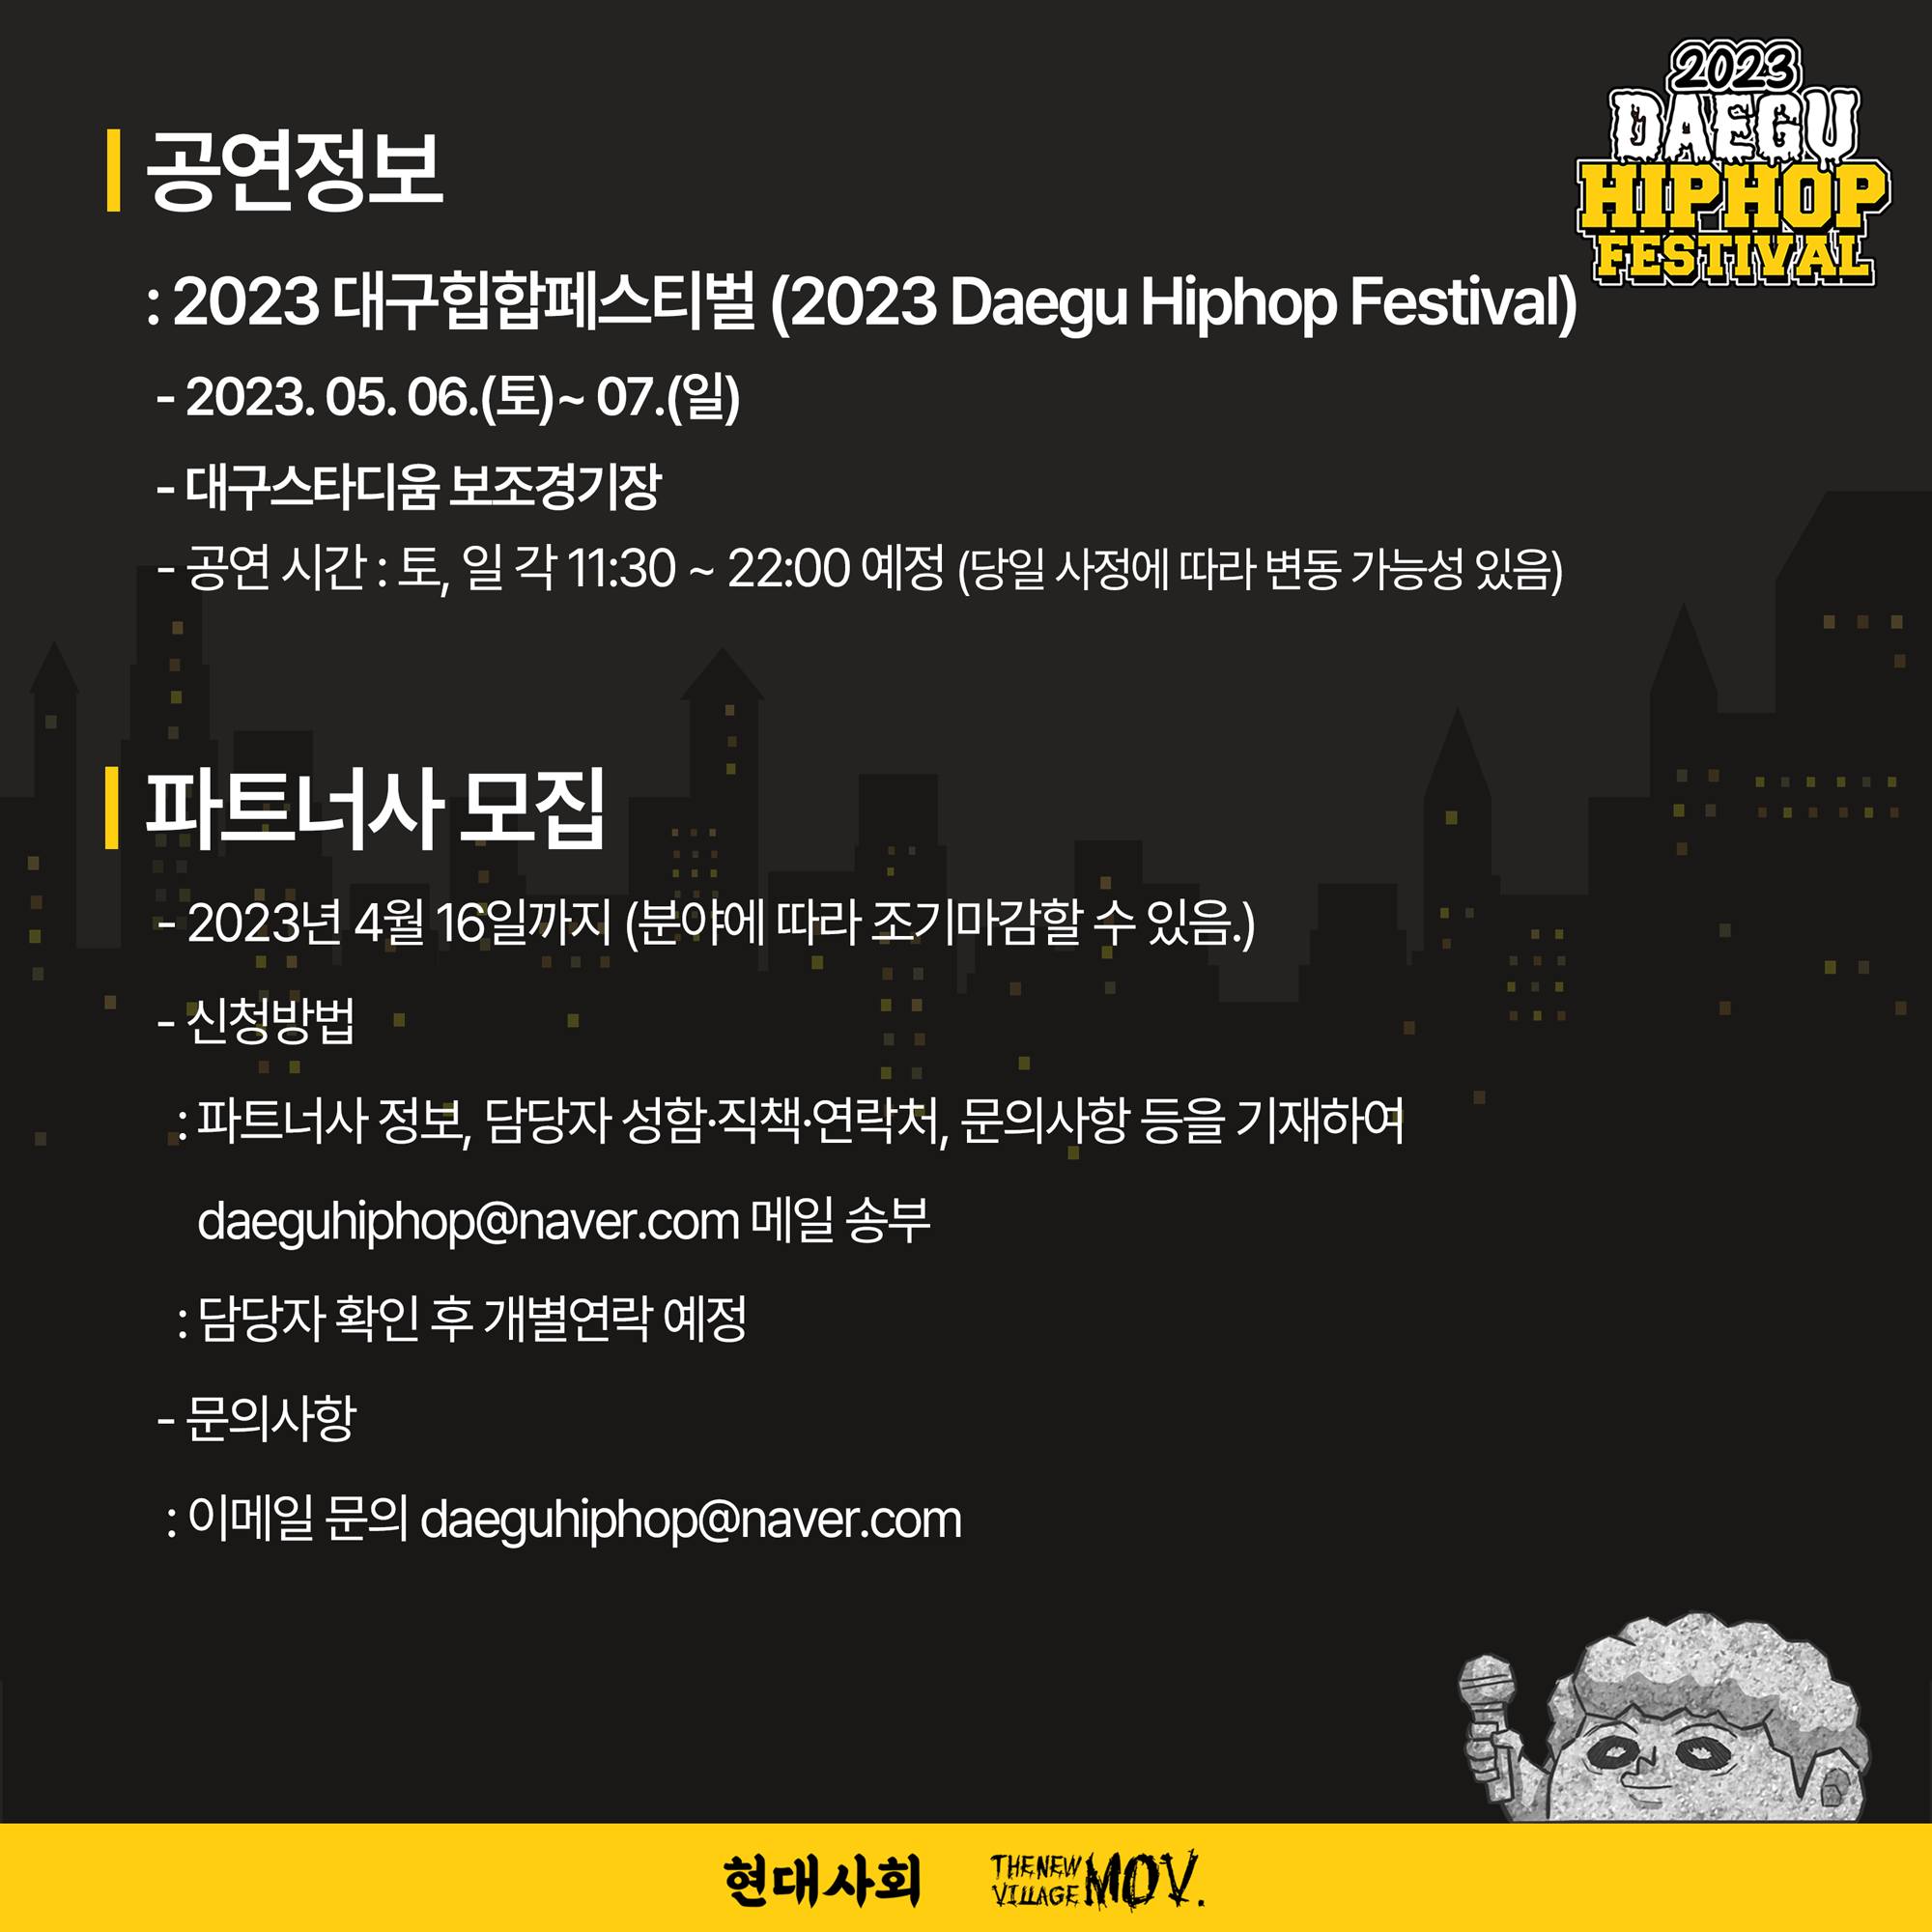 2023
DAEGU
HIPHOP
FESTIVAL
공연정보
: 2023 대구힙합페스티벌 (2023 Daegu Hiphop Festival)
- 2023. 05. 06.(토)~ 07.(일)
- 대구스타디움 보조경기장
- 공연 시간 : 토, 일 각 11:30 ~ 22:00 예정 (당일 사정에 따라 변동 가능성 있음)
파트너사 모집
- 2023년 4월 16일까지 (분야에 따라 조기마감할 수 있음.)
- 신청방법
: 파트너사 정보, 담당자 성함·직책·연락처, 문의사항 등을 기재하여
daeguhiphop@naver.com 메일 송부
: 담당자 확인 후 개별연락 예정
- 문의사항
: 이메일 문의 daeguhiphop@naver.com
현대사회
THE NEW
VILLAGE MOV.